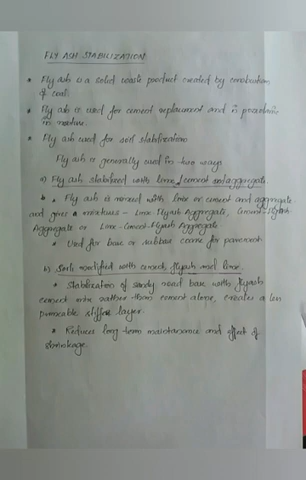 FLY ASH STABILIZATION
* Fly ash is a solid waste product created by combustion
of coal.
* Fly ash is used for cement replacement and is pozzolanic
in nature
* Fly ash used for soil stabilisation
Fly ash is generally used in two ways
a) Fly ash stabilized with lime, cement and aggregate.
* Fly ash is mixed with lime or cement and aggregate
and gives a mixtures - Lime-Flyash Aggregate, Cement-Flyash
Aggregate or Lime-Cement-Flyash Aggregate.
* Used for base or subbase course for pavement
b) Soil modified with cement, flyash and lime.
* Stabilization of sandy road base with flyash
cement mix rather than cement alone, creates a less
permeable stiffer layer.
* Reduces long-term maintenance and effect of
shrinkage.